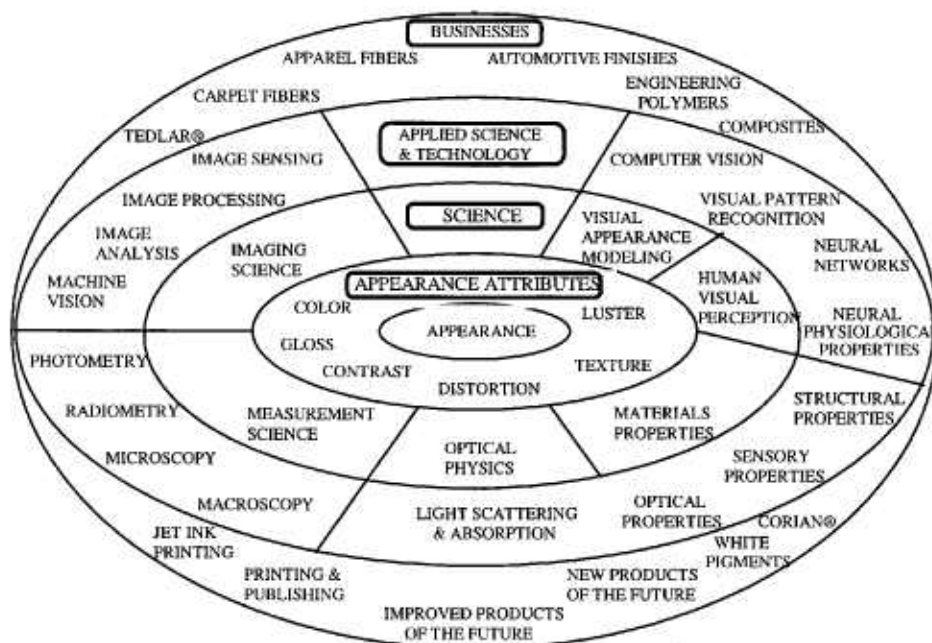 BUSINESSES
APPAREL FIBERS
AUTOMOTIVE FINISHES
CARPET FIBERS
ENGINEERING
POLYMERS
TEDLAR®
COMPOSITES
APPLIED SCIENCE
& TECHNOLOGY
IMAGE SENSING
COMPUTER VISION
IMAGE PROCESSING
VISUAL PATTERN
RECOGNITION
SCIENCE
VISUAL
APPEARANCE
MODELING
IMAGE
ANALYSIS
IMAGING
SCIENCE
NEURAL
NETWORKS
MACHINE
VISION
APPEARANCE ATTRIBUTES
HUMAN
VISUAL
PERCEPTION
COLOR
LUSTER
APPEARANCE
NEURAL
PHYSIOLOGICAL
PROPERTIES
GLOSS
PHOTOMETRY
CONTRAST
TEXTURE
DISTORTION
STRUCTURAL
PROPERTIES
RADIOMETRY
MEASUREMENT
SCIENCE
MATERIALS
PROPERTIES
OPTICAL
PHYSICS
MICROSCOPY
SENSORY
PROPERTIES
MACROSCOPY
LIGHT SCATTERING
& ABSORPTION
OPTICAL
PROPERTIES
CORIAN®
JET INK
PRINTING
WHITE
PIGMENTS
PRINTING &
PUBLISHING
NEW PRODUCTS
OF THE FUTURE
IMPROVED PRODUCTS
OF THE FUTURE